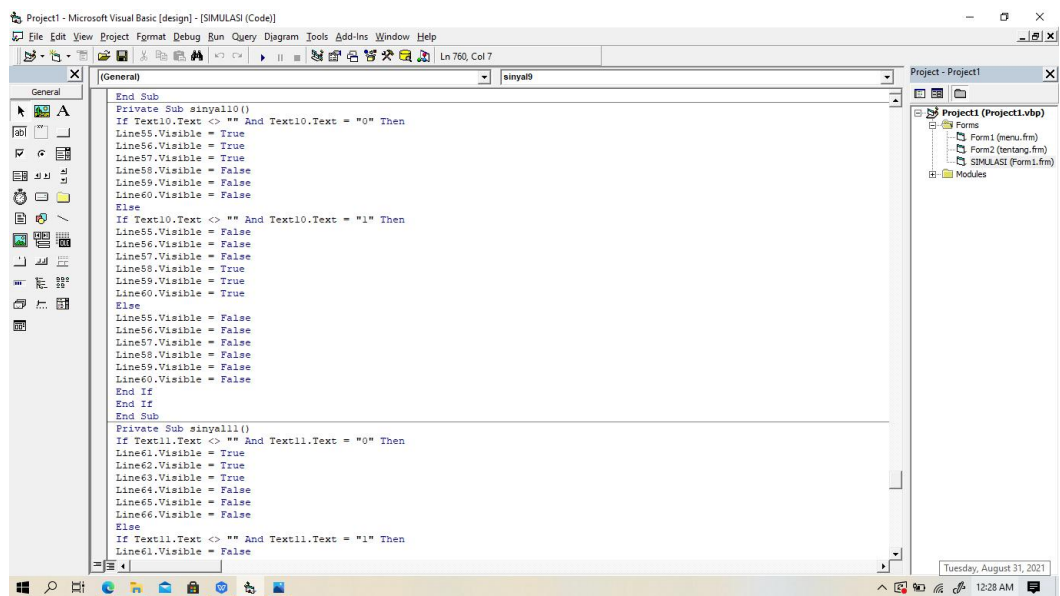 Project1 - Microsoft Visual Basic [design] - [SIMULASI (Code)]
File Edit View Project Format Debug Run Query Diagram Tools Add-Ins Window Help
Ln 760, Col 7
General
(General)
sinyal9
End Sub
Private Sub sinyal10()
If Text10.Text <> "" And Text10.Text = "0" Then
Line55.Visible = True
Line56.Visible = True
Line57.Visible = True
Line58.Visible = False
Line59.Visible = False
Line60.Visible = False
Else
If Text10.Text <> "" And Text10.Text = "1" Then
Line55.Visible = False
Line56.Visible = False
Line57.Visible = False
Line58.Visible = True
Line59.Visible = True
Line60.Visible = True
Else
Line55.Visible = False
Line56.Visible = False
Line57.Visible = False
Line58.Visible = False
Line59.Visible = False
Line60.Visible = False
End If
End If
End Sub
Private Sub sinyal11()
If Text11.Text <> "" And Text11.Text = "0" Then
Line61.Visible = True
Line62.Visible = True
Line63.Visible = True
Line64.Visible = False
Line65.Visible = False
Line66.Visible = False
Else
If Text11.Text <> "" And Text11.Text = "1" Then
Line61.Visible = False
Project - Project1
Project1 (Project1.vbp)
Forms
Form1 (menu.frm)
Form2 (tentang.frm)
SIMULASI (Form1.frm)
Modules
Tuesday, August 31, 2021
12:28 AM